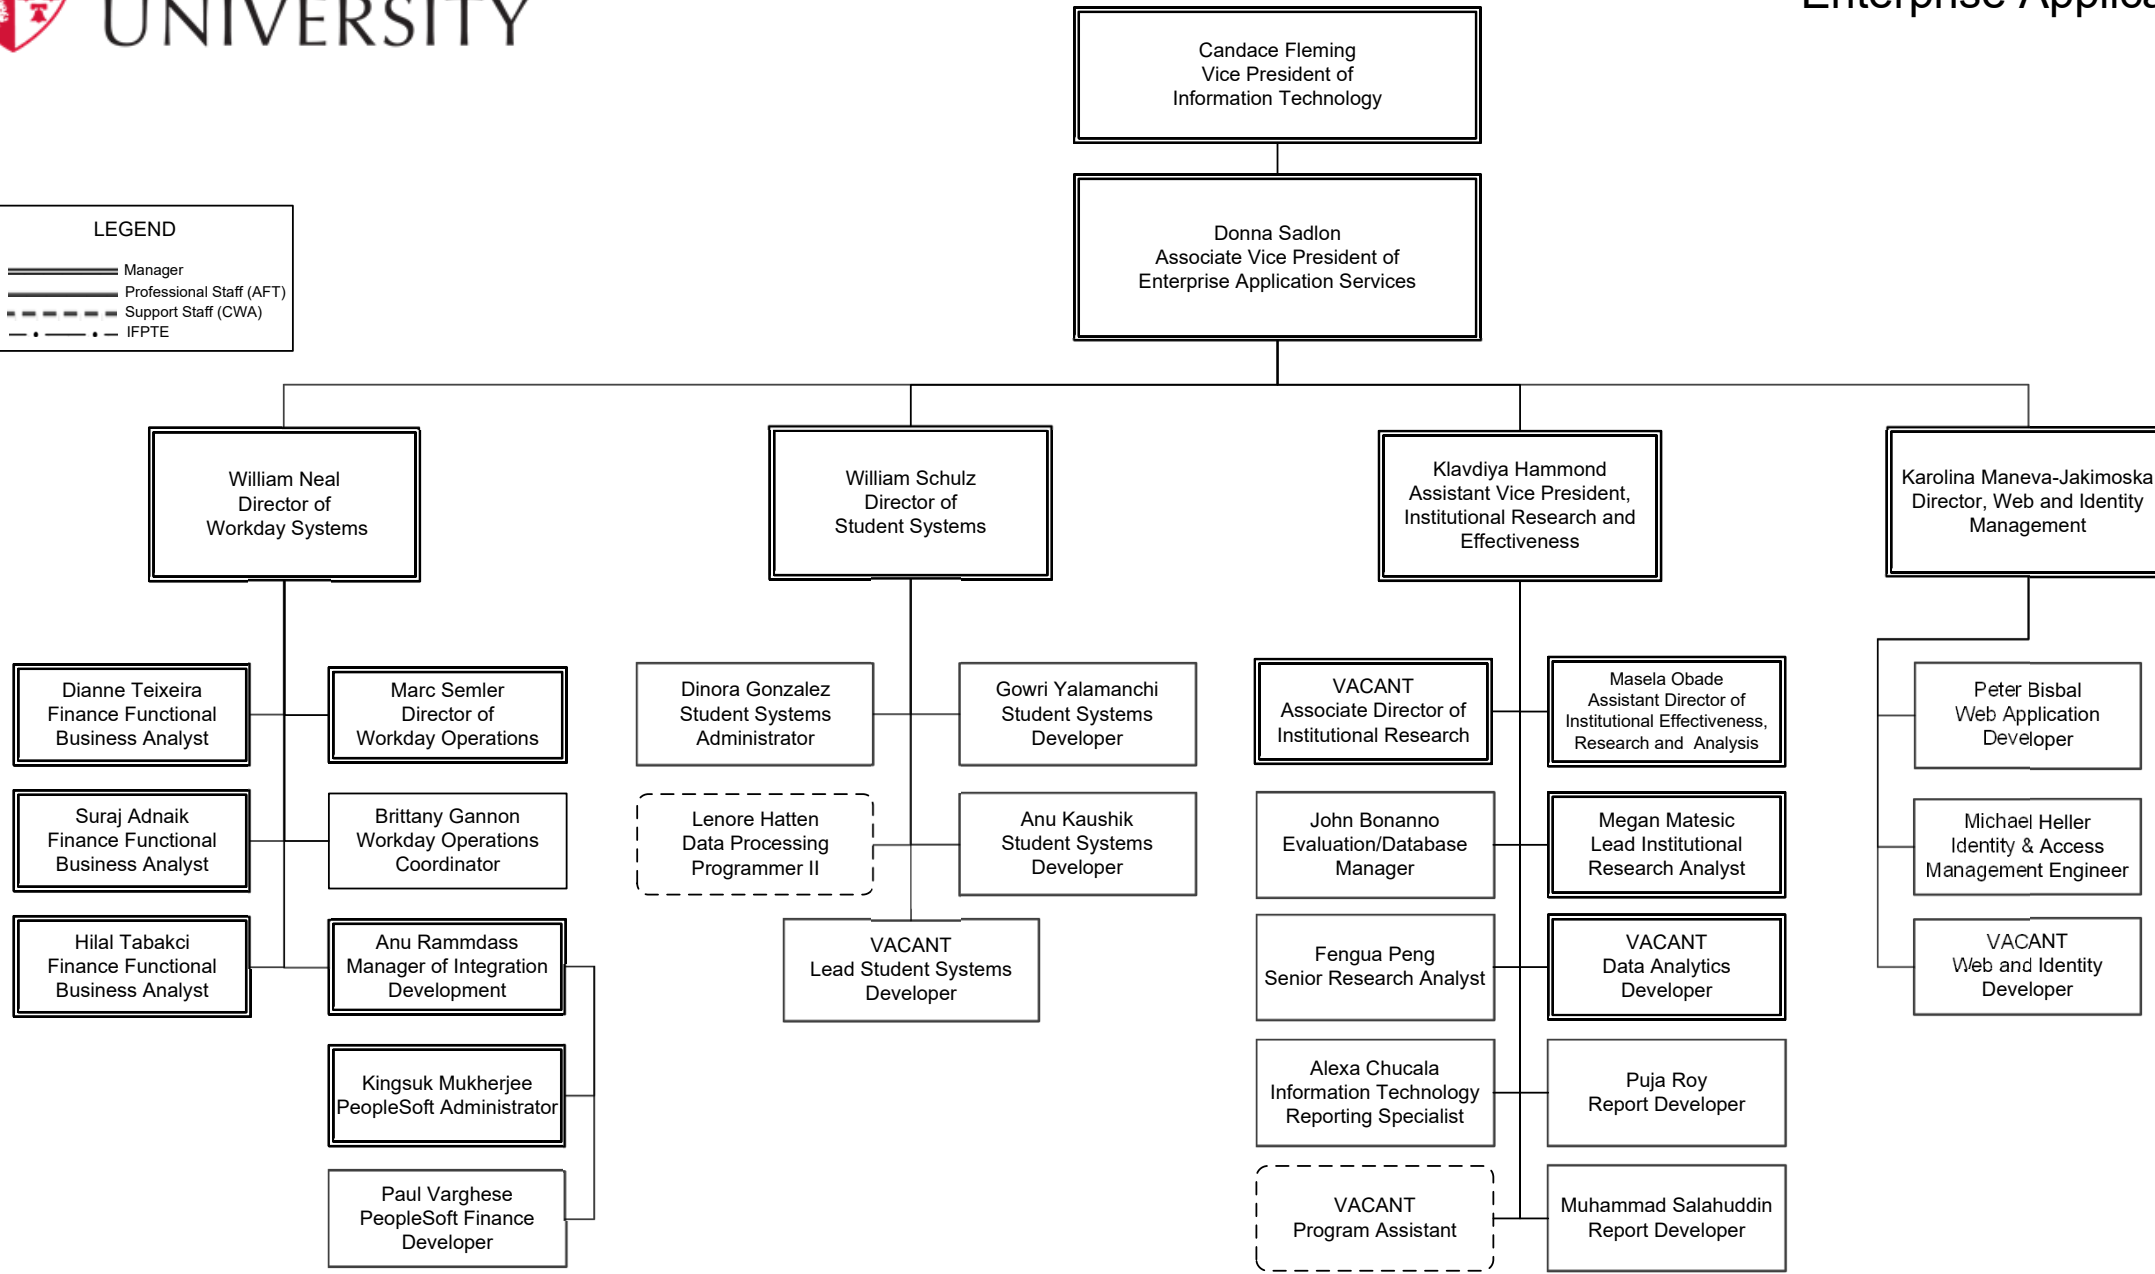 UNIVERSITY
Enterprise
Candace Fleming
Vice President of
Information Technology
Donna Sadlon
Associate Vice President of
Enterprise Application Services
LEGEND
Manager
Professional Staff (AFT)
Support Staff (CWA)
IFPTE
William Neal
Director of
Workday Systems
William Schulz
Director of
Student Systems
Klavdiya Hammond
Assistant Vice President,
Institutional Research and
Effectiveness
Karolina Maneva-Jakimoska
Director, Web and Identity
Management
Dianne Teixeira
Finance Functional
Business Analyst
Marc Semler
Director of
Workday Operations
Suraj Adnaik
Finance Functional
Business Analyst
Brittany Gannon
Workday Operations
Coordinator
Hilal Tabakci
Finance Functional
Business Analyst
Anu Rammdass
Manager of Integration
Development
Kingsuk Mukherjee
PeopleSoft Administrator
Paul Varghese
PeopleSoft Finance
Developer
Dinora Gonzalez
Student Systems
Administrator
Gowri Yalamanchi
Student Systems
Developer
Lenore Hatten
Data Processing
Programmer II
Anu Kaushik
Student Systems
Developer
VACANT
Lead Student Systems
Developer
VACANT
Associate Director of
Institutional Research
Masela Obade
Assistant Director of
Institutional Effectiveness,
Research and Analysis
John Bonanno
Evaluation/Database
Manager
Megan Matesic
Lead Institutional
Research Analyst
Fengua Peng
Senior Research Analyst
VACANT
Data Analytics
Developer
Alexa Chucala
Information Technology
Reporting Specialist
Puja Roy
Report Developer
VACANT
Program Assistant
Muhammad Salahuddin
Report Developer
Peter Bisbal
Web Application
Developer
Michael Heller
Identity & Access
Management Engineer
VACANT
Web and Identity
Developer